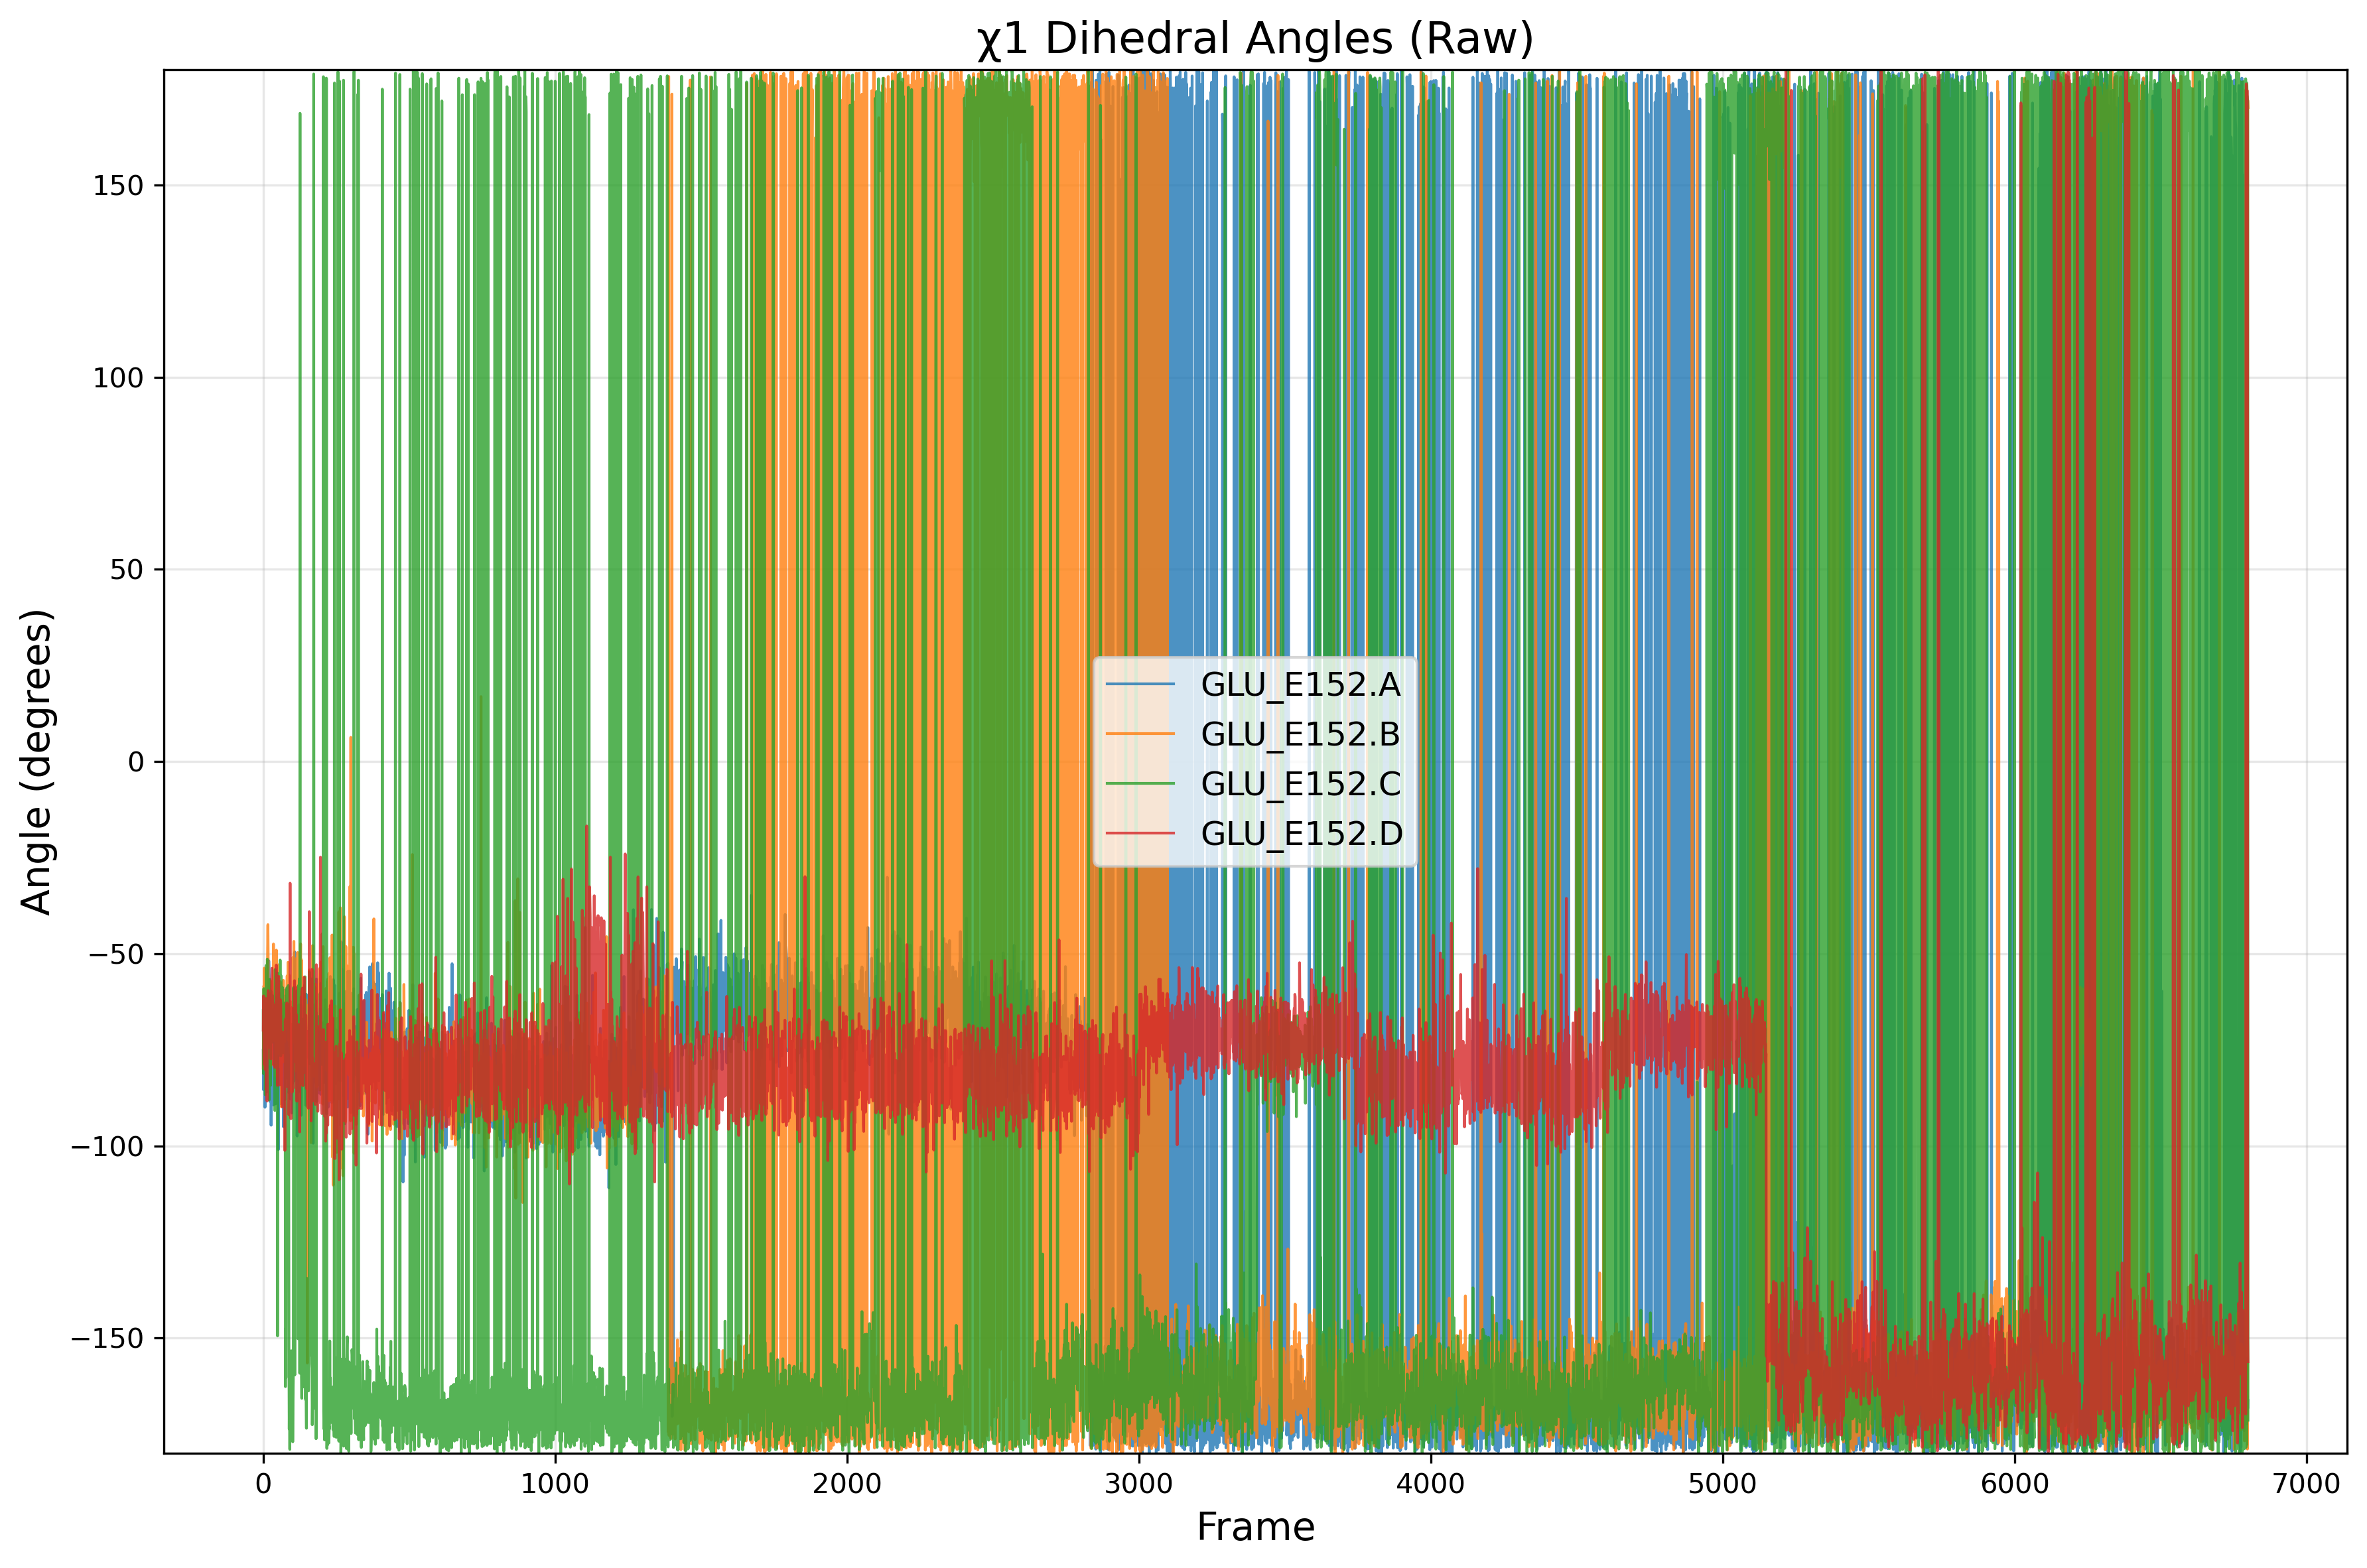 χ1 Dihedral Angles (Raw)
Angle (degrees)
150
100
50
0
−50
−100
−150
GLU_E152.A
GLU_E152.B
GLU_E152.C
GLU_E152.D
0 1000 2000 3000 4000 5000 6000 7000
Frame